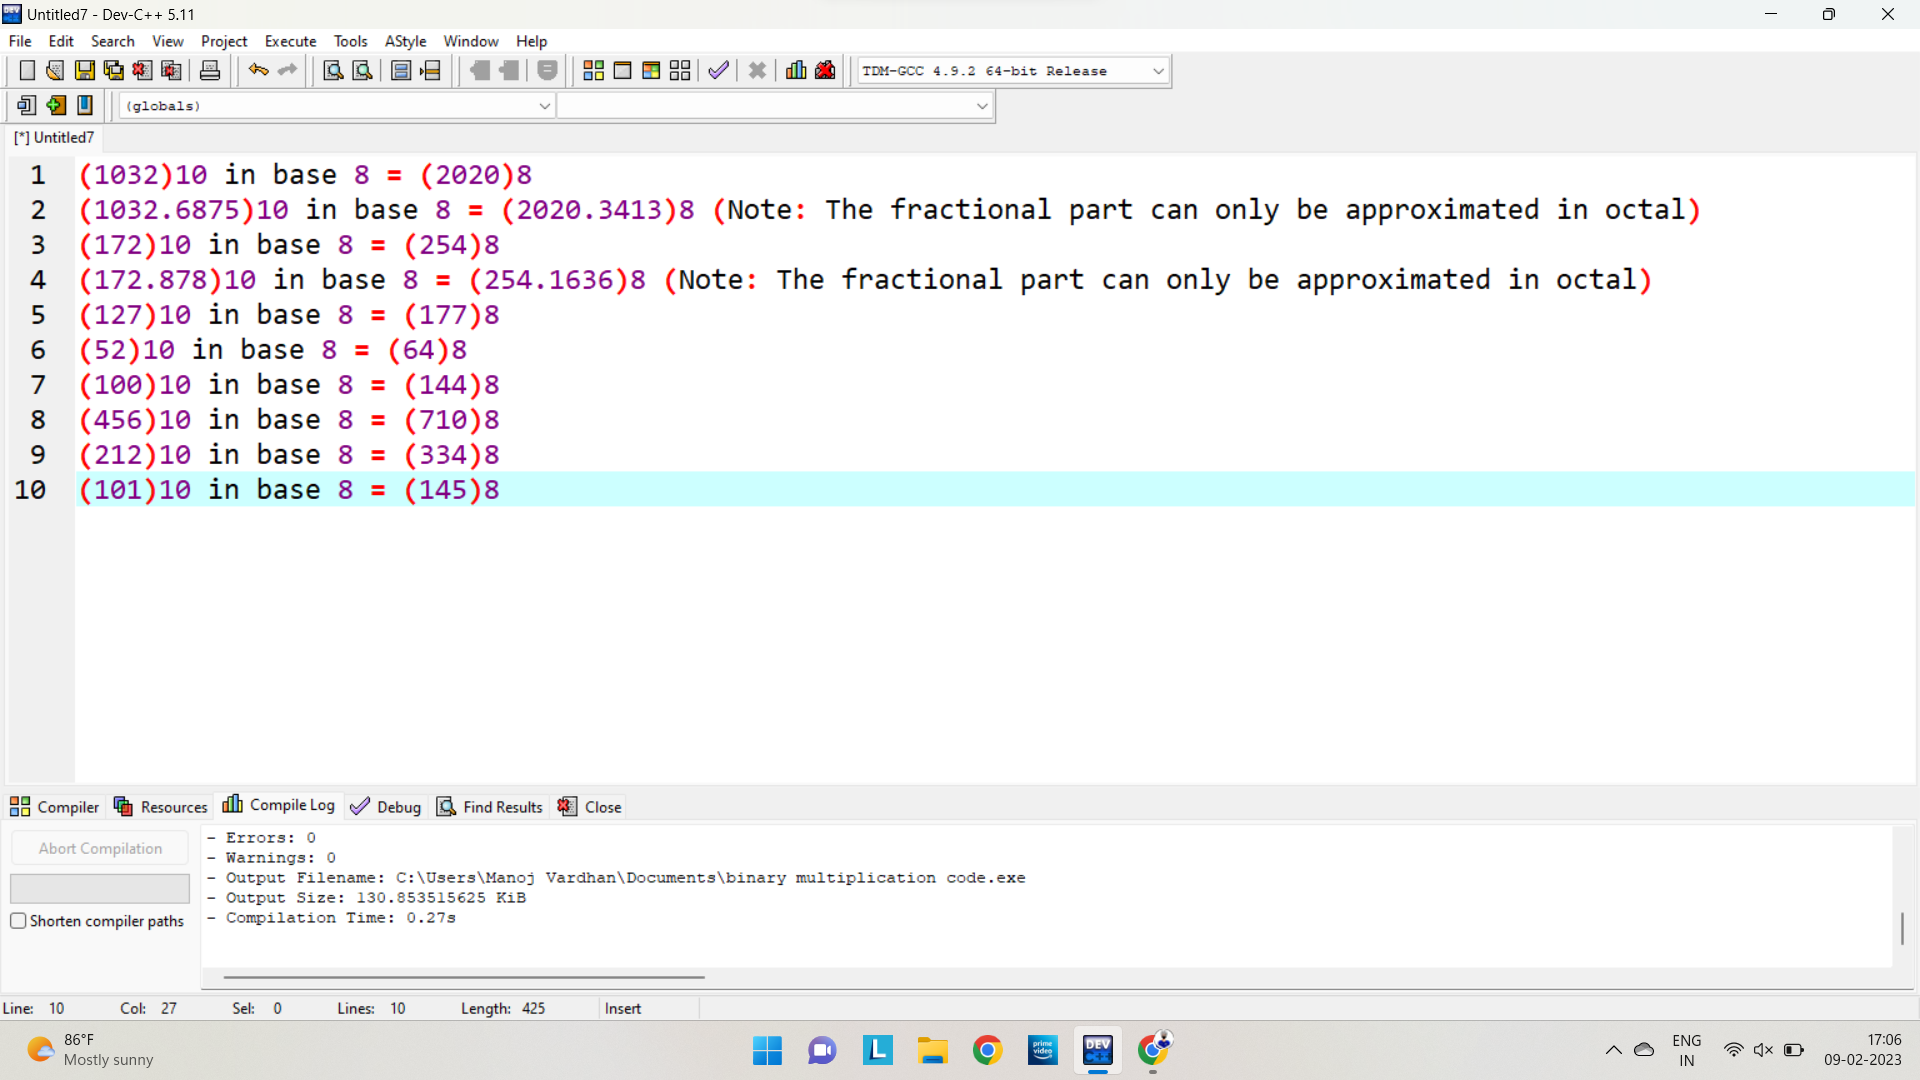 Untitled7 - Dev-C++ 5.11
File Edit Search View Project Execute Tools AStyle Window Help
TDM-GCC 4.9.2 64-bit Release
(globals)
[*] Untitled7
1 (1032)10 in base 8 = (2020)8
2 (1032.6875)10 in base 8 = (2020.3413)8 (Note: The fractional part can only be approximated in octal)
3 (172)10 in base 8 = (254)8
4 (172.878)10 in base 8 = (254.1636)8 (Note: The fractional part can only be approximated in octal)
5 (127)10 in base 8 = (177)8
6 (52)10 in base 8 = (64)8
7 (100)10 in base 8 = (144)8
8 (456)10 in base 8 = (710)8
9 (212)10 in base 8 = (334)8
10 (101)10 in base 8 = (145)8
Compiler Resources Compile Log Debug Find Results Close
Abort Compilation
Shorten compiler paths
- Errors: 0
- Warnings: 0
- Output Filename: C:\Users\Manoj Vardhan\Documents\binary multiplication code.exe
- Output Size: 130.853515625 KiB
- Compilation Time: 0.27s
Line: 10 Col: 27 Sel: 0 Lines: 10 Length: 425 Insert
86°F
Mostly sunny
L
prime video
DEV C++
ENG
IN
17:06
09-02-2023